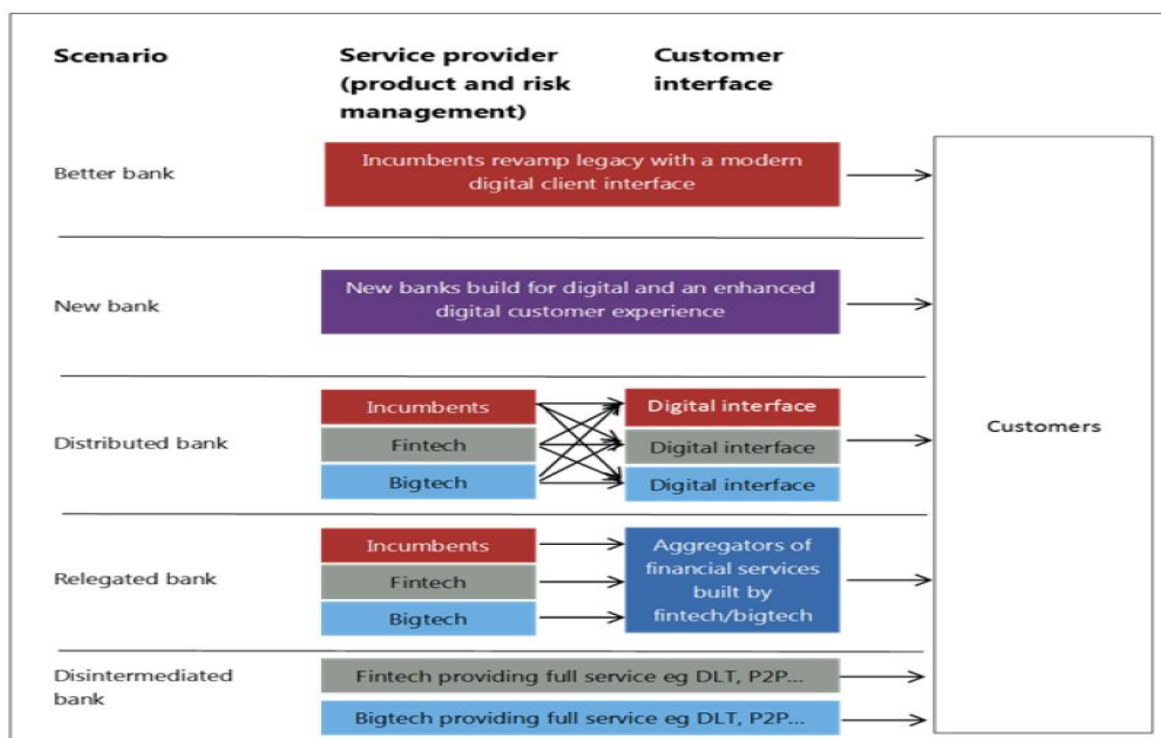 Scenario
Service provider
(product and risk
management)
Customer
interface
Better bank
Incumbents revamp legacy with a modern
digital client interface
New bank
New banks build for digital and an enhanced
digital customer experience
Distributed bank
Incumbents
Fintech
Bigtech
Digital interface
Digital interface
Digital interface
Customers
Relegated bank
Incumbents
Fintech
Bigtech
Aggregators of
financial services
built by
fintech/bigtech
Disintermediated
bank
Fintech providing full service eg DLT, P2P...
Bigtech providing full service eg DLT, P2P...